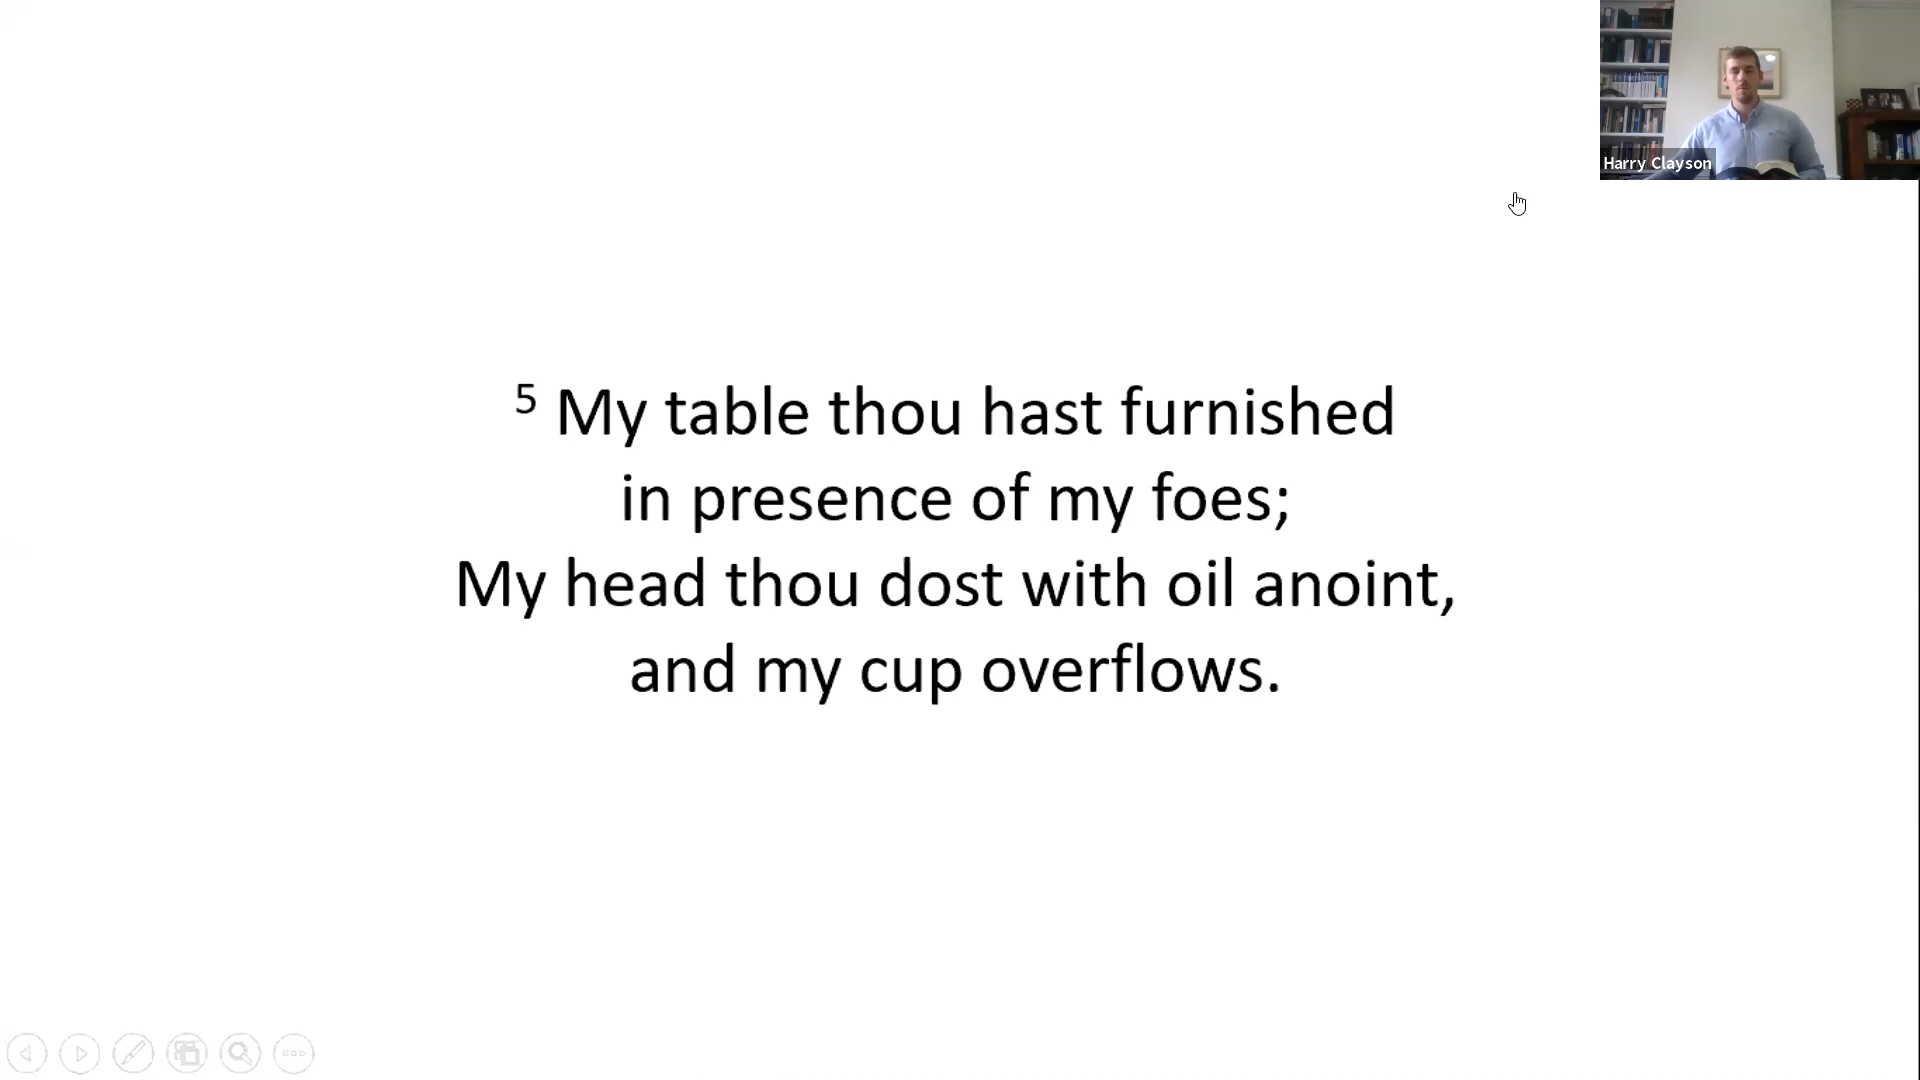 Harry Clayson
5 My table thou hast furnished
in presence of my foes;
My head thou dost with oil anoint,
and my cup overflows.